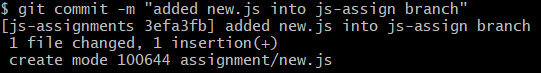 $ git commit -m "added new.js into js-assign branch"
[js-assignments 3efa3fb] added new.js into js-assign branch
1 file changed, 1 insertion(+)
create mode 100644 assignment/new.js